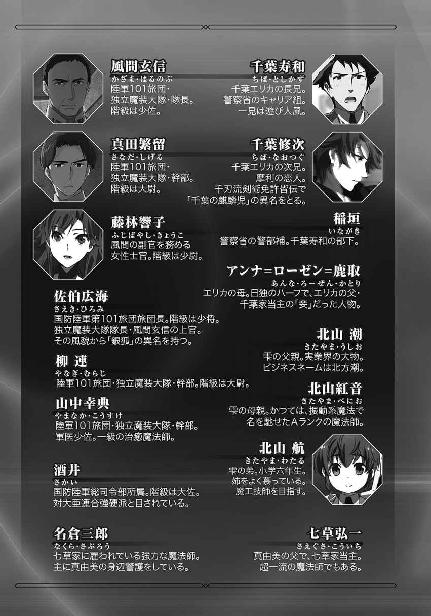 風間玄信
かざま・はるのぶ
陸軍101旅団・
独立魔装大隊・隊長。
階級は少佐。
真田繁留
さなだ・しげる
陸軍101旅団・
独立魔装大隊・幹部。
階級は大尉。
藤林響子
ふじばやし・きょうこ
風間の副官を務める
女性士官。階級は少尉。
佐伯広海
さえき・ひろみ
国防陸軍第101旅団旅団長。階級は少将。
独立魔装大隊隊長・風間玄信の上官。
その風貌から「銀狐」の異名を持つ。
柳 連
やなぎ・むらじ
陸軍101旅団・独立魔装大隊・幹部。階級は大尉。
山中幸典
やまなか・こうすけ
陸軍101旅団・独立魔装大隊・幹部。
軍医少佐。一級の治癒魔法師。
酒井
さかい
国防陸軍総司令部所属。階級は大佐。
対大亜連合強硬派と目されている。
名倉三郎
なくら・さぶろう
七草家に雇われている強力な魔法師。
主に真由美の身辺警護をしている。
千葉寿和
ちば・としかず
千葉エリカの長兄。
警察省のキャリア組。
一見は遊び人風。
千葉修次
ちば・なおつぐ
千葉エリカの次兄。
摩利の恋人。
千刃流剣術免許皆伝で
「千葉の麒麟児」の異名をとる。
稲垣
いながき
警察省の警部補。千葉寿和の部下。
アンナ=ローゼン=鹿取
あんな・ろーぜん・かとり
エリカの母。日独のハーフで、エリカの父・
千葉家当主の「妾」だった人物。
北山 潮
きたやま・うしお
雫の父親。実業界の大物。
ビジネスネームは北方潮。
北山紅音
きたやま・べにお
雫の母親。かつては、振動系魔法で
名を馳せたAランクの魔法師。
北山 航
きたやま・わたる
雫の弟。小学六年生。
姉をよく慕っている。
魔工技師を目指す。
七草弘一
さえぐさ・こういち
真由美の父で、七草家当主。
超一流の魔法師でもある。